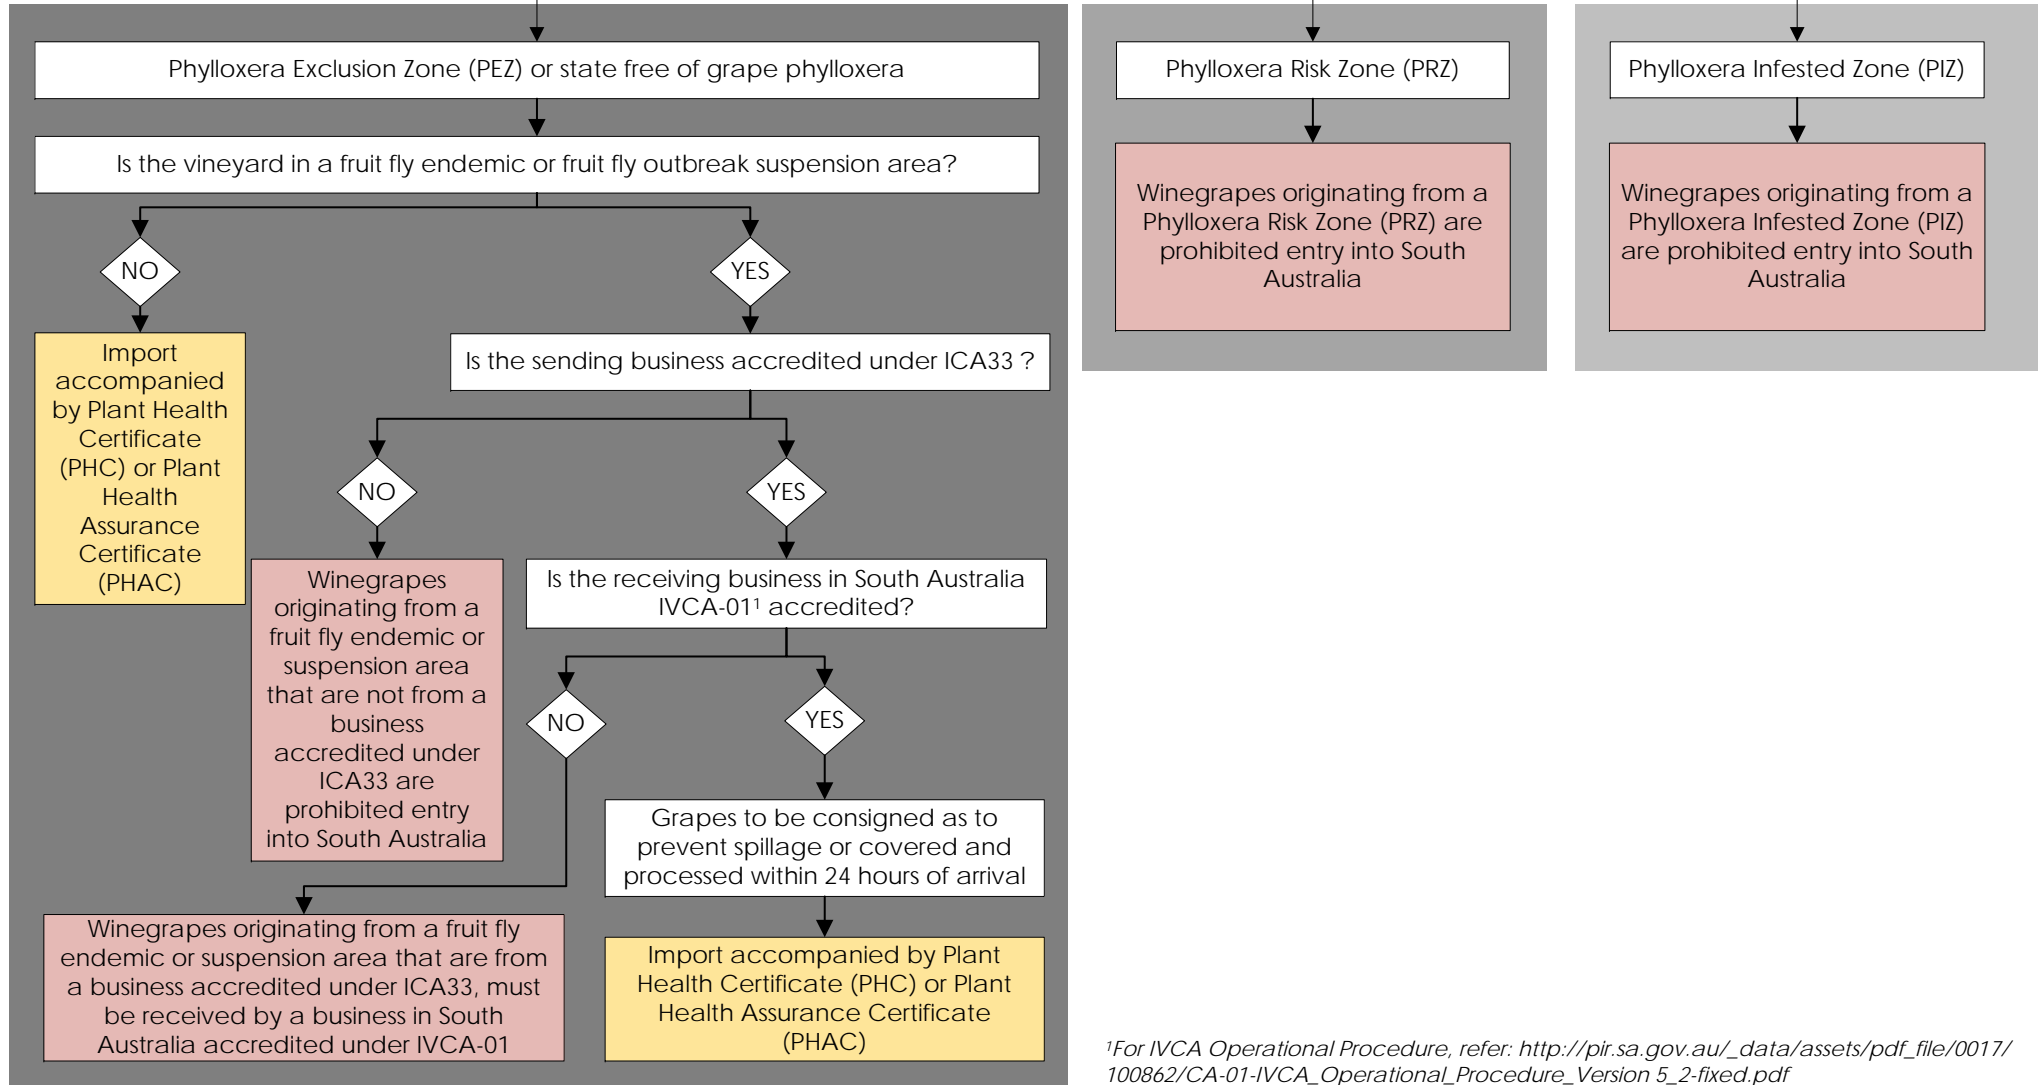 Phylloxera Exclusion Zone (PEZ) or state free of grape phylloxera
Is the vineyard in a fruit fly endemic or fruit fly outbreak suspension area?
NO
YES
Import
accompanied
by Plant Health
Certificate
(PHC) or Plant
Health
Assurance
Certificate
(PHAC)
Is the sending business accredited under ICA33 ?
NO
YES
Winegrapes
originating from a
fruit fly endemic or
suspension area
that are not from a
business
accredited under
ICA33 are
prohibited entry
into South Australia
Is the receiving business in South Australia
IVCA-01¹ accredited?
NO
YES
Grapes to be consigned as to
prevent spillage or covered and
processed within 24 hours of arrival
Winegrapes originating from a fruit fly
endemic or suspension area that are from
a business accredited under ICA33, must
be received by a business in South
Australia accredited under IVCA-01
Import accompanied by Plant
Health Certificate (PHC) or Plant
Health Assurance Certificate
(PHAC)
Phylloxera Risk Zone (PRZ)
Winegrapes originating from a
Phylloxera Risk Zone (PRZ) are
prohibited entry into South
Australia
Phylloxera Infested Zone (PIZ)
Winegrapes originating from a
Phylloxera Infested Zone (PIZ)
are prohibited entry into South
Australia
¹For IVCA Operational Procedure, refer: http://pir.sa.gov.au/_data/assets/pdf_file/0017/
100862/CA-01-IVCA_Operational_Procedure_Version 5_2-fixed.pdf